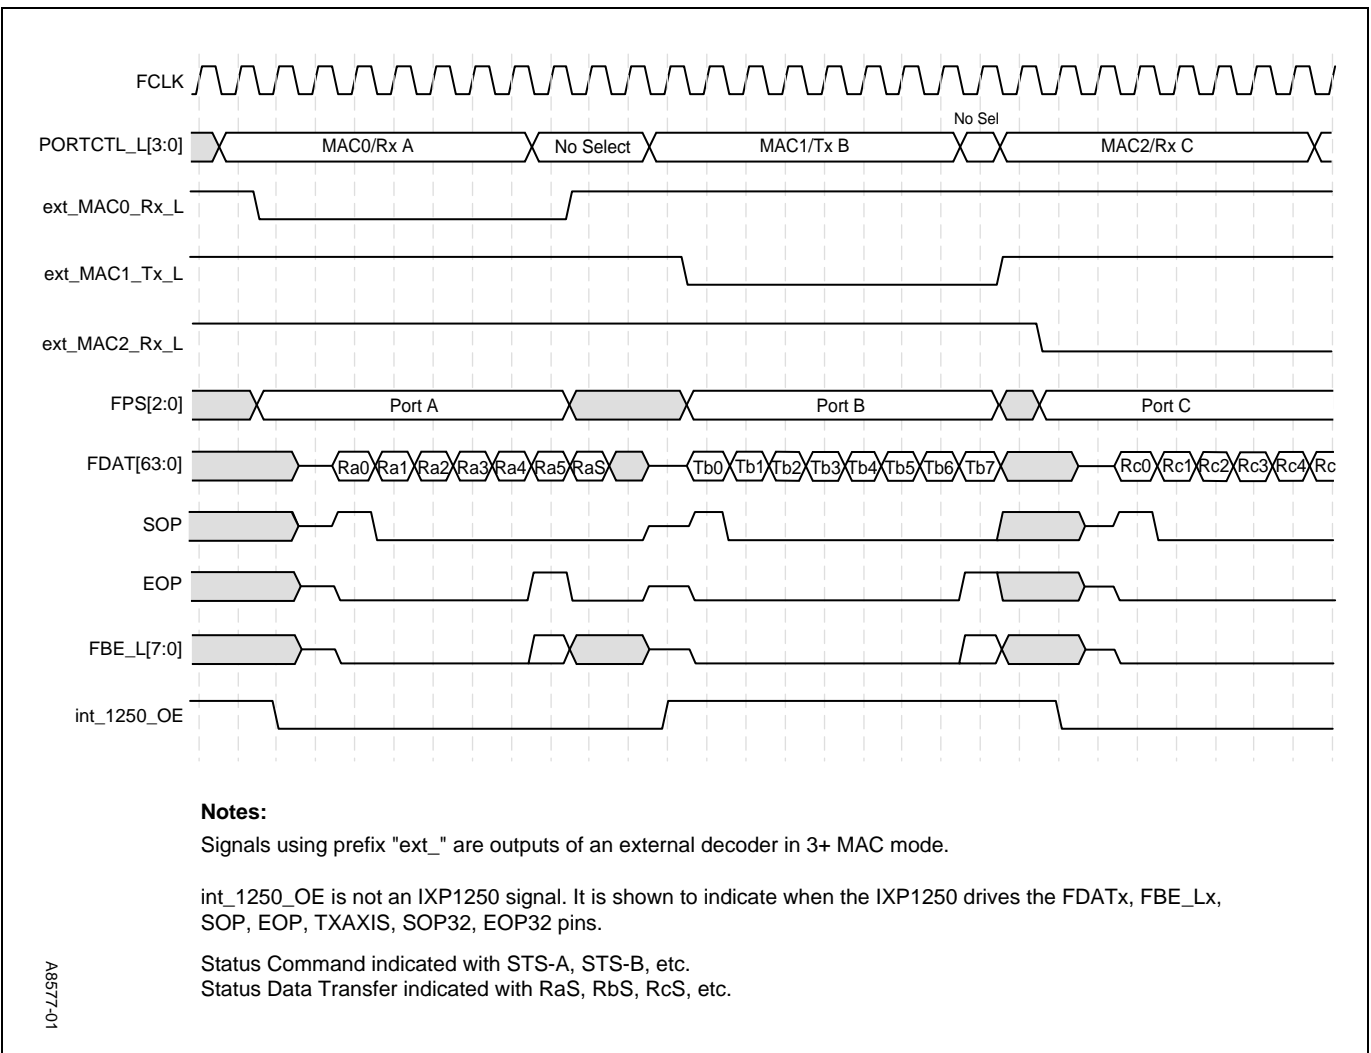 FCLK
No Sel
PORTCTL_L[3:0] MAC0/Rx A No Select MAC1/Tx B MAC2/Rx C
ext_MAC0_Rx_L
ext_MAC1_Tx_L
ext_MAC2_Rx_L
FPS[2:0] Port A Port B Port C
FDAT[63:0] Ra0 Ra1 Ra2 Ra3 Ra4 Ra5 RaS Tb0 Tb1 Tb2 Tb3 Tb4 Tb5 Tb6 Tb7 Rc0 Rc1 Rc2 Rc3 Rc4 Rc
SOP
EOP
FBE_L[7:0]
int_1250_OE
Notes:
Signals using prefix "ext_" are outputs of an external decoder in 3+ MAC mode.
int_1250_OE is not an IXP1250 signal. It is shown to indicate when the IXP1250 drives the FDATx, FBE_Lx,
SOP, EOP, TXAXIS, SOP32, EOP32 pins.
Status Command indicated with STS-A, STS-B, etc.
Status Data Transfer indicated with RaS, RbS, RcS, etc.
A8577-01